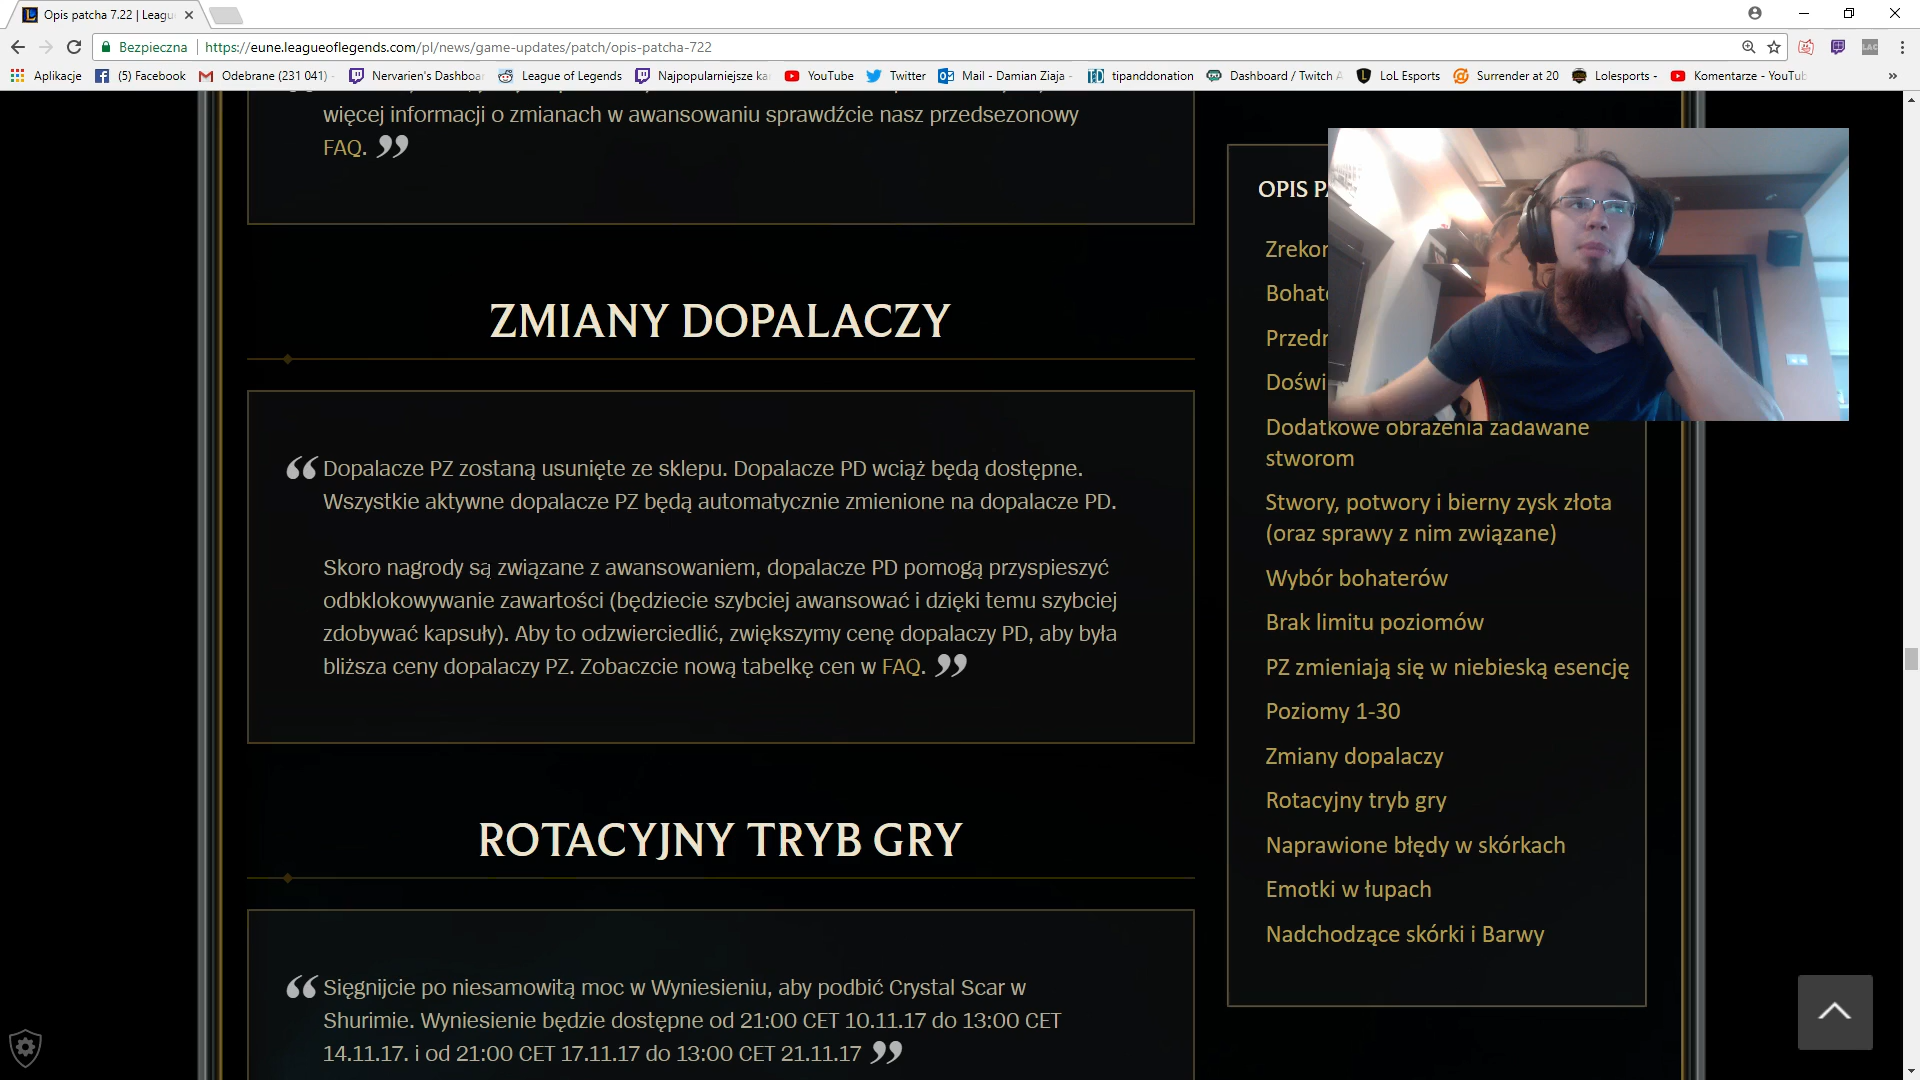 Opis patcha 7.22 | Leagu
Bezpieczna
https://eune.leagueoflegends.com/pl/news/game-updates/patch/opis-patcha-722
Aplikacje
(5) Facebook
Odebrane (231 041)
Nervarien's Dashboa
League of Legends
Najpopularniejsze ka
YouTube
Twitter
Mail - Damian Ziaja -
tipanddonation
Dashboard / Twitch A
LoL Esports
Surrender at 20
Lolesports -
Komentarze - YouTub
więcej informacji o zmianach w awansowaniu sprawdźcie nasz przedsezonowy
FAQ. ”
ZMIANY DOPALACZY
“ Dopalacze PZ zostaną usunięte ze sklepu. Dopalacze PD wciąż będą dostępne.
Wszystkie aktywne dopalacze PZ będą automatycznie zmienione na dopalacze PD.
Skoro nagrody są związane z awansowaniem, dopalacze PD pomogą przyspieszyć
odbklokowywanie zawartości (będziecie szybciej awansować i dzięki temu szybciej
zdobywać kapsuły). Aby to odzwierciedlić, zwiększymy cenę dopalaczy PD, aby była
bliższa ceny dopalaczy PZ. Zobaczcie nową tabelkę cen w FAQ. ”
ROTACYJNY TRYB GRY
“ Sięgnijcie po niesamowitą moc w Wyniesieniu, aby podbić Crystal Scar w
Shurimie. Wyniesienie będzie dostępne od 21:00 CET 10.11.17 do 13:00 CET
14.11.17. i od 21:00 CET 17.11.17 do 13:00 CET 21.11.17 ”
OPIS PA
Zrekon
Bohate
Przedr
Doświ
Dodatkowe obrażenia zadawane
stworom
Stwory, potwory i bierny zysk złota
(oraz sprawy z nim związane)
Wybór bohaterów
Brak limitu poziomów
PZ zmieniają się w niebieską esencję
Poziomy 1-30
Zmiany dopalaczy
Rotacyjny tryb gry
Naprawione błędy w skórkach
Emotki w łupach
Nadchodzące skórki i Barwy